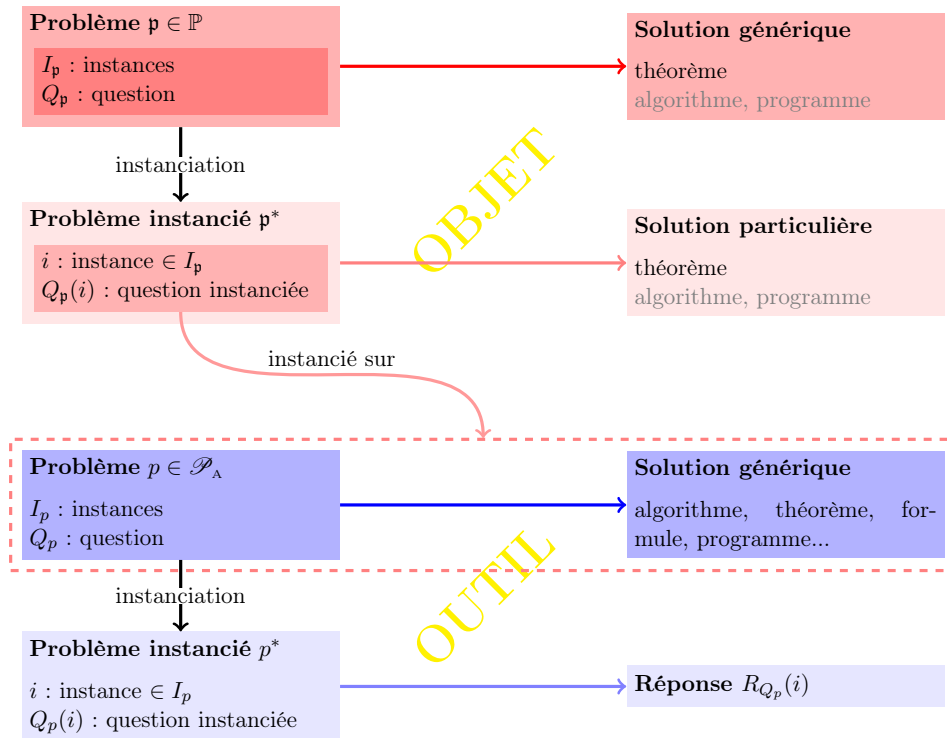 Problème 𝔭 ∈ ℙ
I_𝔭 : instances
Q_𝔭 : question
Solution générique
théorème
algorithme, programme
instanciation
OBJET
Problème instancié 𝔭*
i : instance ∈ I_𝔭
Q_𝔭(i) : question instanciée
Solution particulière
théorème
algorithme, programme
instancié sur
Problème p ∈ 𝒫_A
I_p : instances
Q_p : question
Solution générique
algorithme, théorème, for-
mule, programme...
instanciation
OUTIL
Problème instancié p*
i : instance ∈ I_p
Q_p(i) : question instanciée
Réponse R_{Q_p}(i)